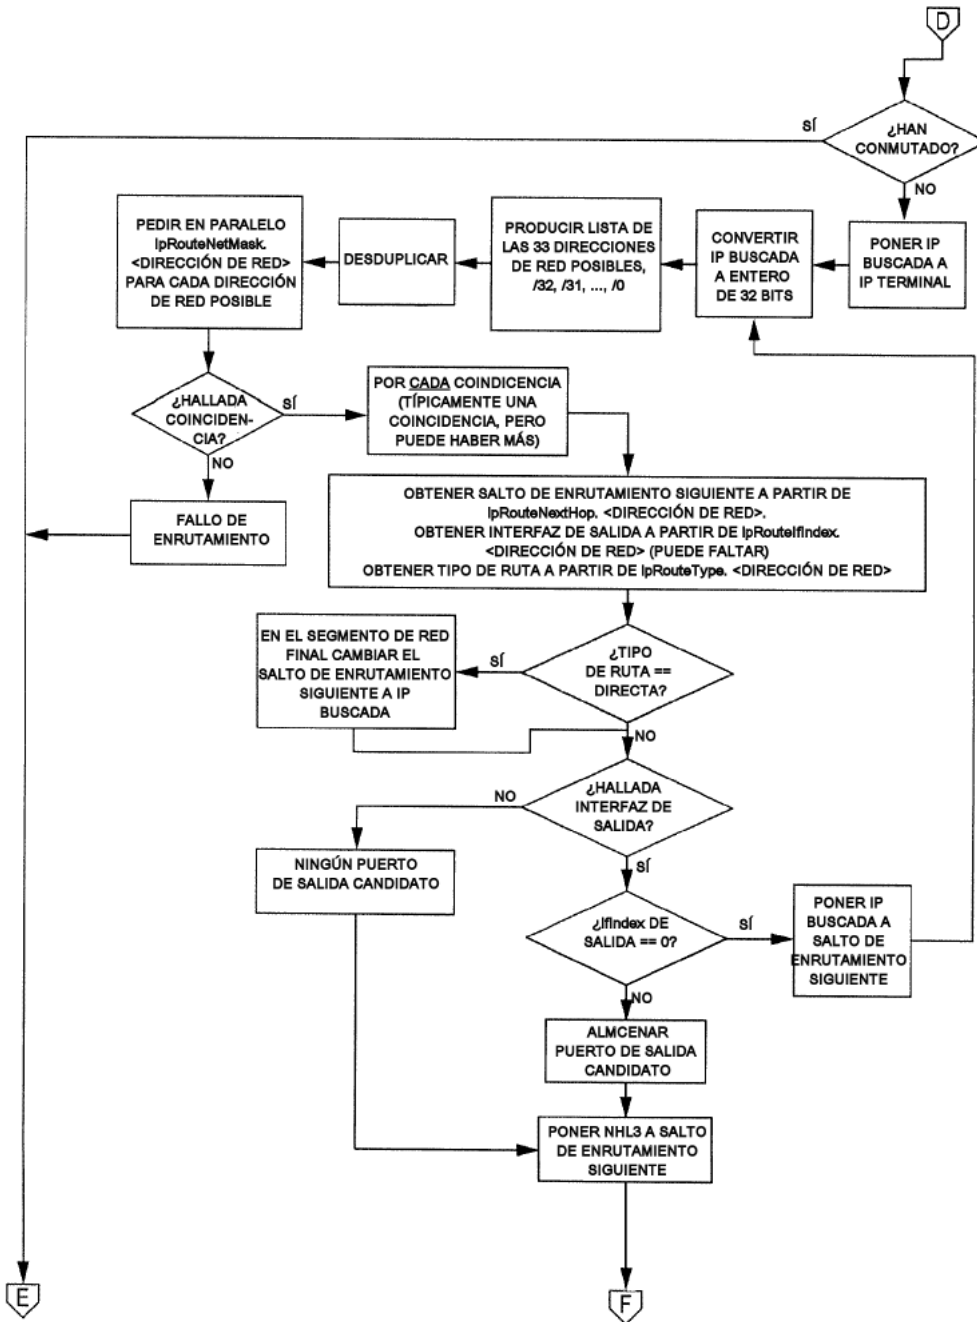 D
¿HAN
CONMUTADO?
SÍ
NO
PONER IP
BUSCADA A
IP TERMINAL
CONVERTIR
IP BUSCADA
A ENTERO
DE 32 BITS
PRODUCIR LISTA DE
LAS 33 DIRECCIONES
DE RED POSIBLES,
/32, /31, ..., /0
DESDUPLICAR
PEDIR EN PARALELO
IpRouteNetMask.
<DIRECCIÓN DE RED>
PARA CADA DIRECCIÓN
DE RED POSIBLE
¿HALLADA
COINCIDEN-
CIA?
SÍ
NO
POR CADA COINDICENCIA
(TÍPICAMENTE UNA
COINCIDENCIA, PERO
PUEDE HABER MÁS)
FALLO DE
ENRUTAMIENTO
OBTENER SALTO DE ENRUTAMIENTO SIGUIENTE A PARTIR DE
IpRouteNextHop. <DIRECCIÓN DE RED>.
OBTENER INTERFAZ DE SALIDA A PARTIR DE IpRouteIfIndex.
<DIRECCIÓN DE RED> (PUEDE FALTAR)
OBTENER TIPO DE RUTA A PARTIR DE IpRouteType. <DIRECCIÓN DE RED>
¿TIPO
DE RUTA ==
DIRECTA?
SÍ
NO
EN EL SEGMENTO DE RED
FINAL CAMBIAR EL
SALTO DE ENRUTAMIENTO
SIGUIENTE A IP
BUSCADA
¿HALLADA
INTERFAZ DE
SALIDA?
NO
SÍ
NINGÚN PUERTO
DE SALIDA CANDIDATO
¿IfIndex DE
SALIDA == 0?
SÍ
NO
PONER IP
BUSCADA A
SALTO DE
ENRUTAMIENTO
SIGUIENTE
ALMCENAR
PUERTO DE SALIDA
CANDIDATO
PONER NHL3 A SALTO
DE ENRUTAMIENTO
SIGUIENTE
E
F